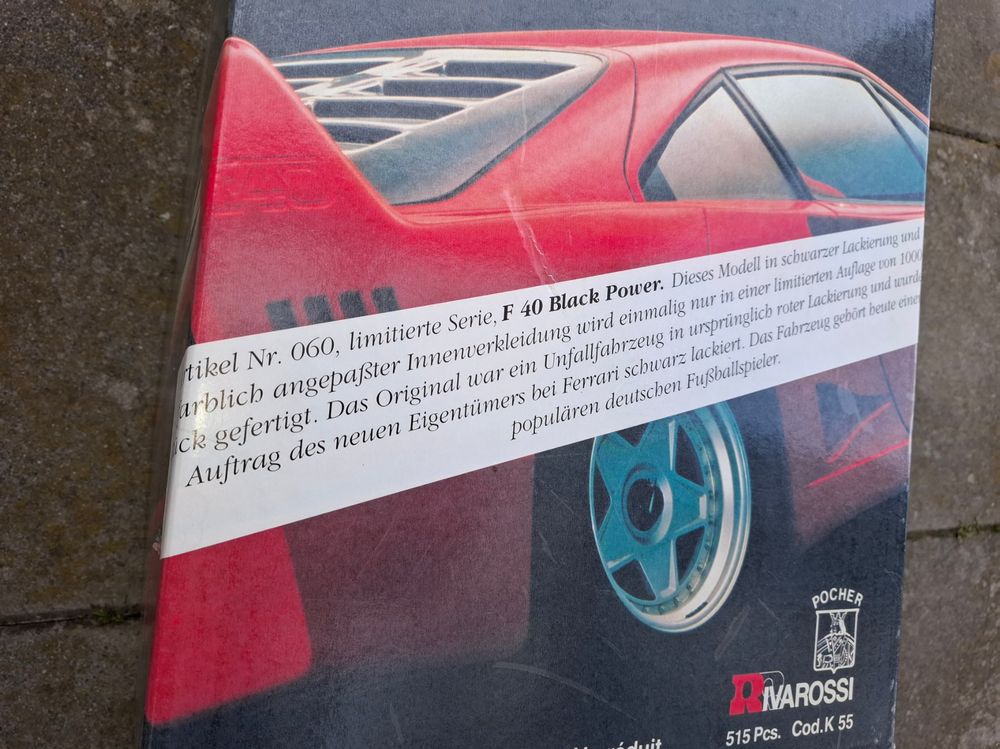 F40
rtikel Nr. 060, limitierte Serie, F 40 Black Power. Dieses Modell in schwarzer Lackierung und
arblich angepaßter Innenverkleidung wird einmalig nur in einer limitierten Auflage von 1000
ück gefertigt. Das Original war ein Unfallfahrzeug in ursprünglich roter Lackierung und wurde
Auftrag des neuen Eigentümers bei Ferrari schwarz lackiert. Das Fahrzeug gehört heute eine
populären deutschen Fußballspieler.
POCHER
RIVAROSSI
515 Pcs. Cod.K 55